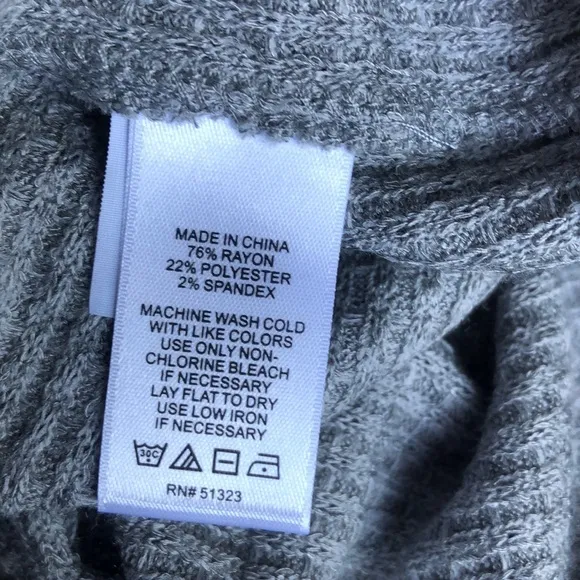 MADE IN CHINA
76% RAYON
22% POLYESTER
2% SPANDEX
MACHINE WASH COLD
WITH LIKE COLORS
USE ONLY NON-
CHLORINE BLEACH
IF NECESSARY
LAY FLAT TO DRY
USE LOW IRON
IF NECESSARY
30C
RN# 51323